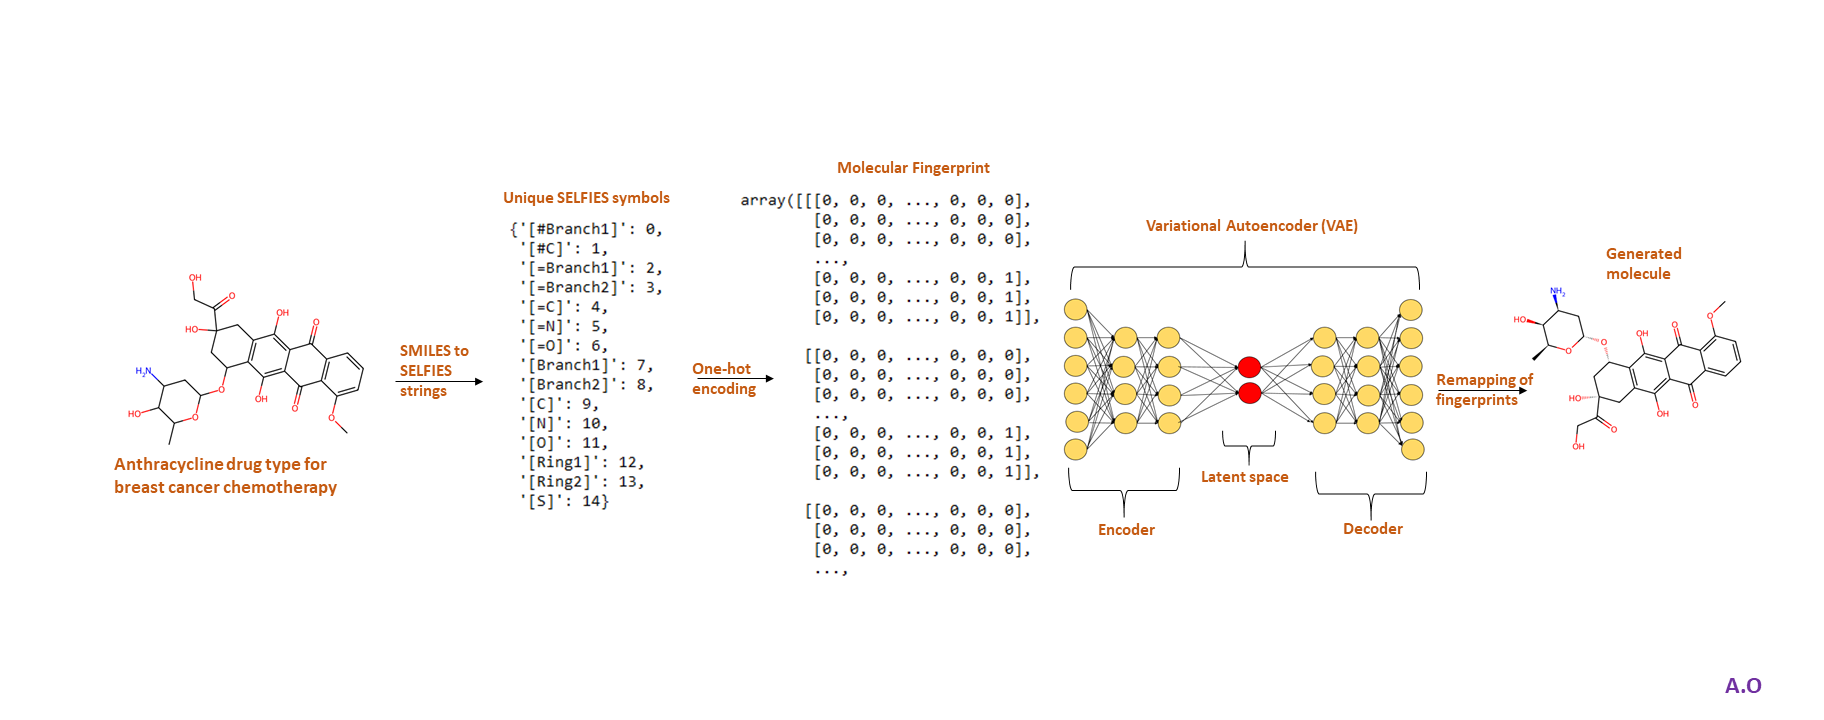 OH
O
HO
OH
O
H₂N
O
HO
O
OH
O
O
Anthracycline drug type for
breast cancer chemotherapy
SMILES to
SELFIES
strings
Unique SELFIES symbols
{'[#Branch1]': 0,
'[#C]': 1,
'[=Branch1]': 2,
'[=Branch2]': 3,
'[=C]': 4,
'[=N]': 5,
'[=O]': 6,
'[Branch1]': 7,
'[Branch2]': 8,
'[C]': 9,
'[N]': 10,
'[O]': 11,
'[Ring1]': 12,
'[Ring2]': 13,
'[S]': 14}
One-hot
encoding
Molecular Fingerprint
array([[[0, 0, 0, ..., 0, 0, 0],
[0, 0, 0, ..., 0, 0, 0],
[0, 0, 0, ..., 0, 0, 0],
...,
[0, 0, 0, ..., 0, 0, 1],
[0, 0, 0, ..., 0, 0, 1],
[0, 0, 0, ..., 0, 0, 1]],
[[0, 0, 0, ..., 0, 0, 0],
[0, 0, 0, ..., 0, 0, 0],
[0, 0, 0, ..., 0, 0, 0],
...,
[0, 0, 0, ..., 0, 0, 1],
[0, 0, 0, ..., 0, 0, 1],
[0, 0, 0, ..., 0, 0, 1]],
[[0, 0, 0, ..., 0, 0, 0],
[0, 0, 0, ..., 0, 0, 0],
[0, 0, 0, ..., 0, 0, 0],
...,
Variational Autoencoder (VAE)
Latent space
Encoder
Decoder
Remapping of
fingerprints
Generated
molecule
NH₂
HO
O
O
OH
O
O
HO
OH
O
O
OH
A.O